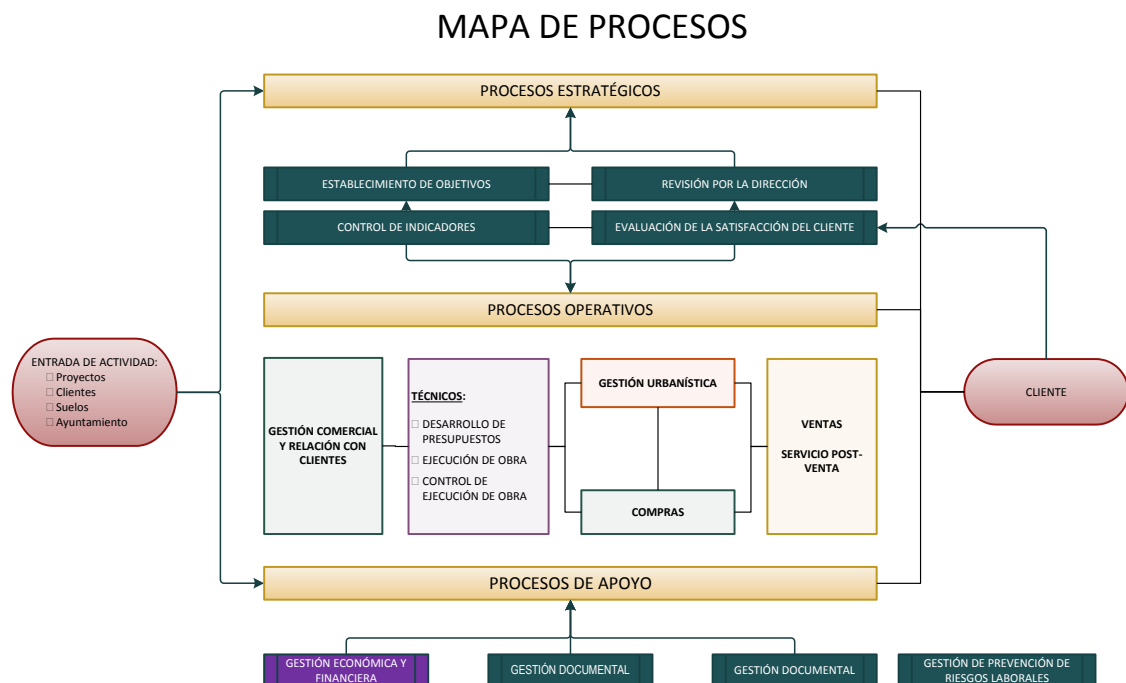 MAPA DE PROCESOS
PROCESOS ESTRATÉGICOS
ESTABLECIMIENTO DE OBJETIVOS
REVISIÓN POR LA DIRECCIÓN
CONTROL DE INDICADORES
EVALUACIÓN DE LA SATISFACCIÓN DEL CLIENTE
PROCESOS OPERATIVOS
ENTRADA DE ACTIVIDAD:
Proyectos
Clientes
Suelos
Ayuntamiento
GESTIÓN COMERCIAL
Y RELACIÓN CON
CLIENTES
TÉCNICOS:
DESARROLLO DE
PRESUPUESTOS
EJECUCIÓN DE OBRA
CONTROL DE
EJECUCIÓN DE OBRA
GESTIÓN URBANÍSTICA
COMPRAS
VENTAS
SERVICIO POST-
VENTA
CLIENTE
PROCESOS DE APOYO
GESTIÓN ECONÓMICA Y
FINANCIERA
GESTIÓN DOCUMENTAL
GESTIÓN DOCUMENTAL
GESTIÓN DE PREVENCIÓN DE
RIESGOS LABORALES